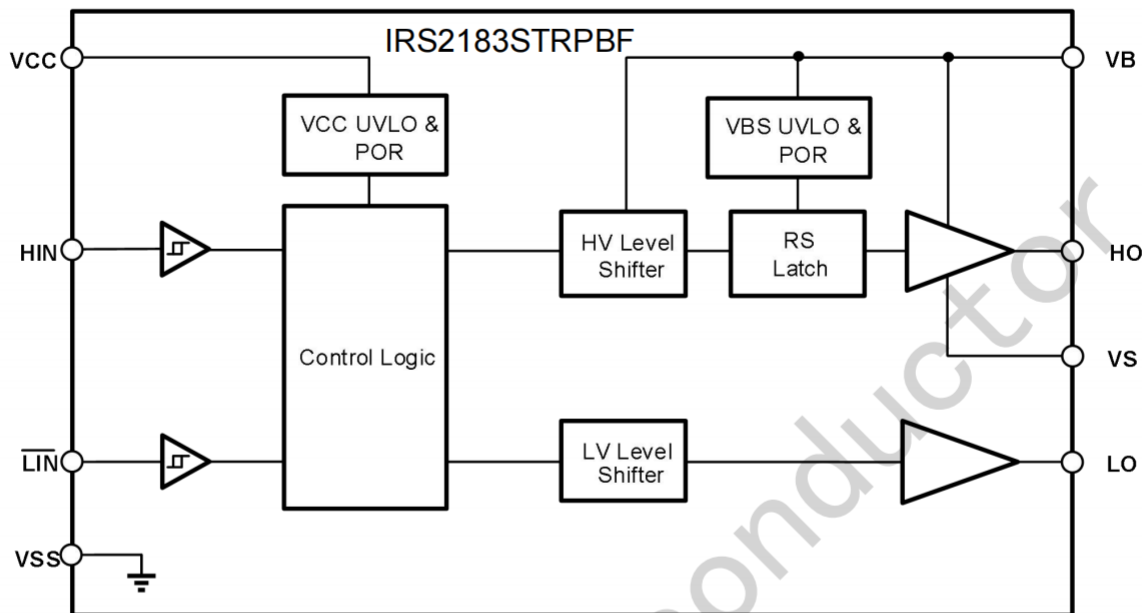 IRS2183STRPBF
VCC
VB
VCC UVLO &
POR
VBS UVLO &
POR
HIN
HV Level
Shifter
RS
Latch
HO
Control Logic
VS
LIN
LV Level
Shifter
LO
VSS
onductor